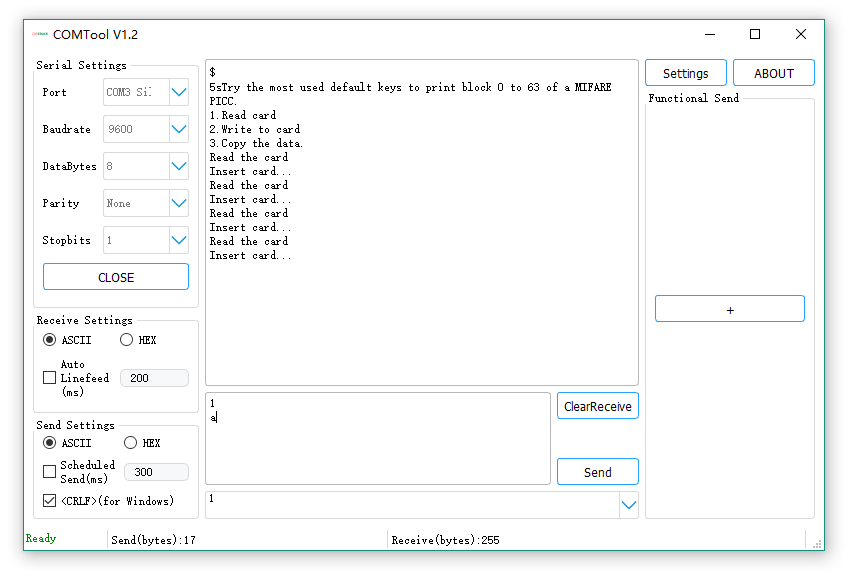 COMTool V1.2
Serial Settings
Port
COM3
Baudrate
9600
DataBytes
8
Parity
None
Stopbits
1
CLOSE
Receive Settings
ASCII
HEX
Auto
Linefeed
(ms)
200
Send Settings
ASCII
HEX
Scheduled
Send(ms)
300
<CRLF>(for Windows)
$
5sTry the most used default keys to print block 0 to 63 of a MIFARE
PICC.
1.Read card
2.Write to card
3.Copy the data.
Read the card
Insert card...
Read the card
Insert card...
Read the card
Insert card...
Read the card
Insert card...
1
a
ClearReceive
Send
1
Settings
ABOUT
Functional Send
+
Ready
Send(bytes):17
Receive(bytes):255